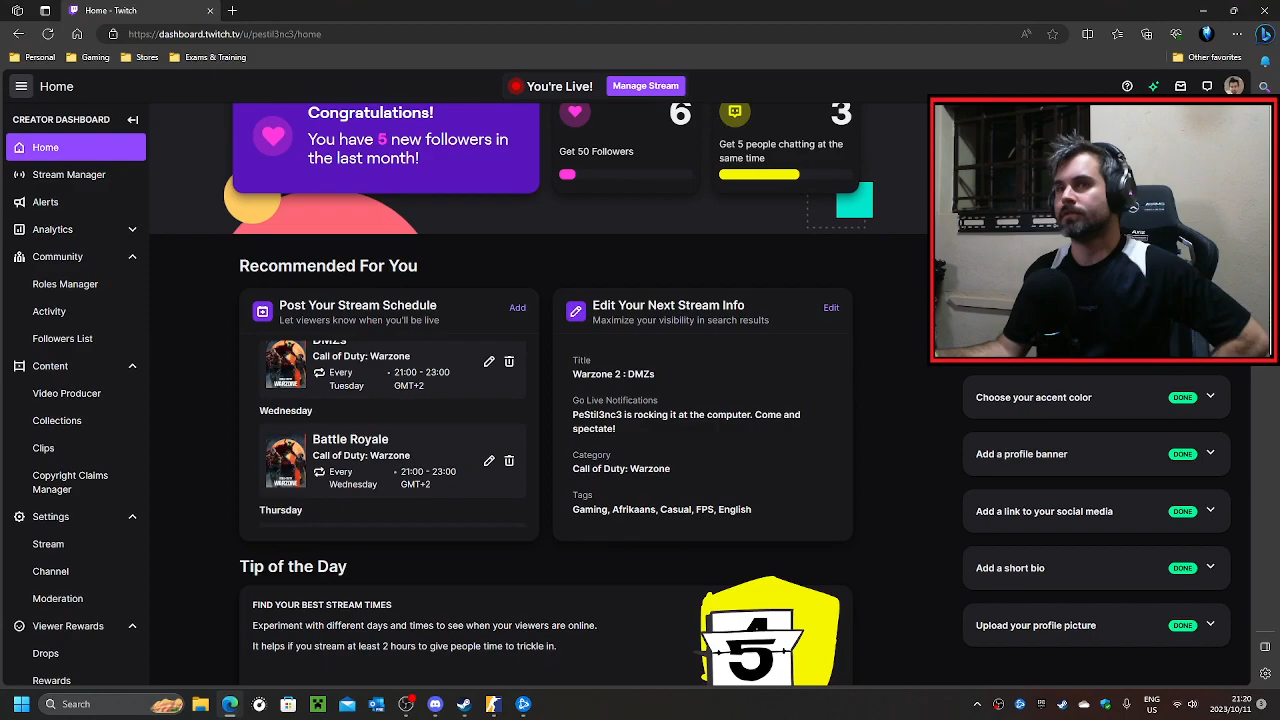 Home - Twitch
https://dashboard.twitch.tv/u/pestil3nc3/home
Personal
Gaming
Stores
Exams & Training
Other favorites
Home
You're Live!
Manage Stream
CREATOR DASHBOARD
Home
Stream Manager
Alerts
Analytics
Community
Roles Manager
Activity
Followers List
Content
Video Producer
Collections
Clips
Copyright Claims
Manager
Settings
Stream
Channel
Moderation
Viewer Rewards
Drops
Rewards
Congratulations!
You have 5 new followers in
the last month!
6
Get 50 Followers
3
Get 5 people chatting at the
same time
Recommended For You
Post Your Stream Schedule
Let viewers know when you'll be live
Add
DMZs
Call of Duty: Warzone
Every
Tuesday
• 21:00 - 23:00
GMT+2
WARZONE
Wednesday
Battle Royale
Call of Duty: Warzone
Every
Wednesday
• 21:00 - 23:00
GMT+2
WARZONE
Thursday
Edit Your Next Stream Info
Maximize your visibility in search results
Edit
Title
Warzone 2 : DMZs
Go Live Notifications
PeStil3nc3 is rocking it at the computer. Come and
spectate!
Category
Call of Duty: Warzone
Tags
Gaming, Afrikaans, Casual, FPS, English
Tip of the Day
FIND YOUR BEST STREAM TIMES
Experiment with different days and times to see when your viewers are online.
It helps if you stream at least 2 hours to give people time to trickle in.
4
5
Choose your accent color
DONE
Add a profile banner
DONE
Add a link to your social media
DONE
Add a short bio
DONE
Upload your profile picture
DONE
Search
ENG
US
21:20
2023/10/11